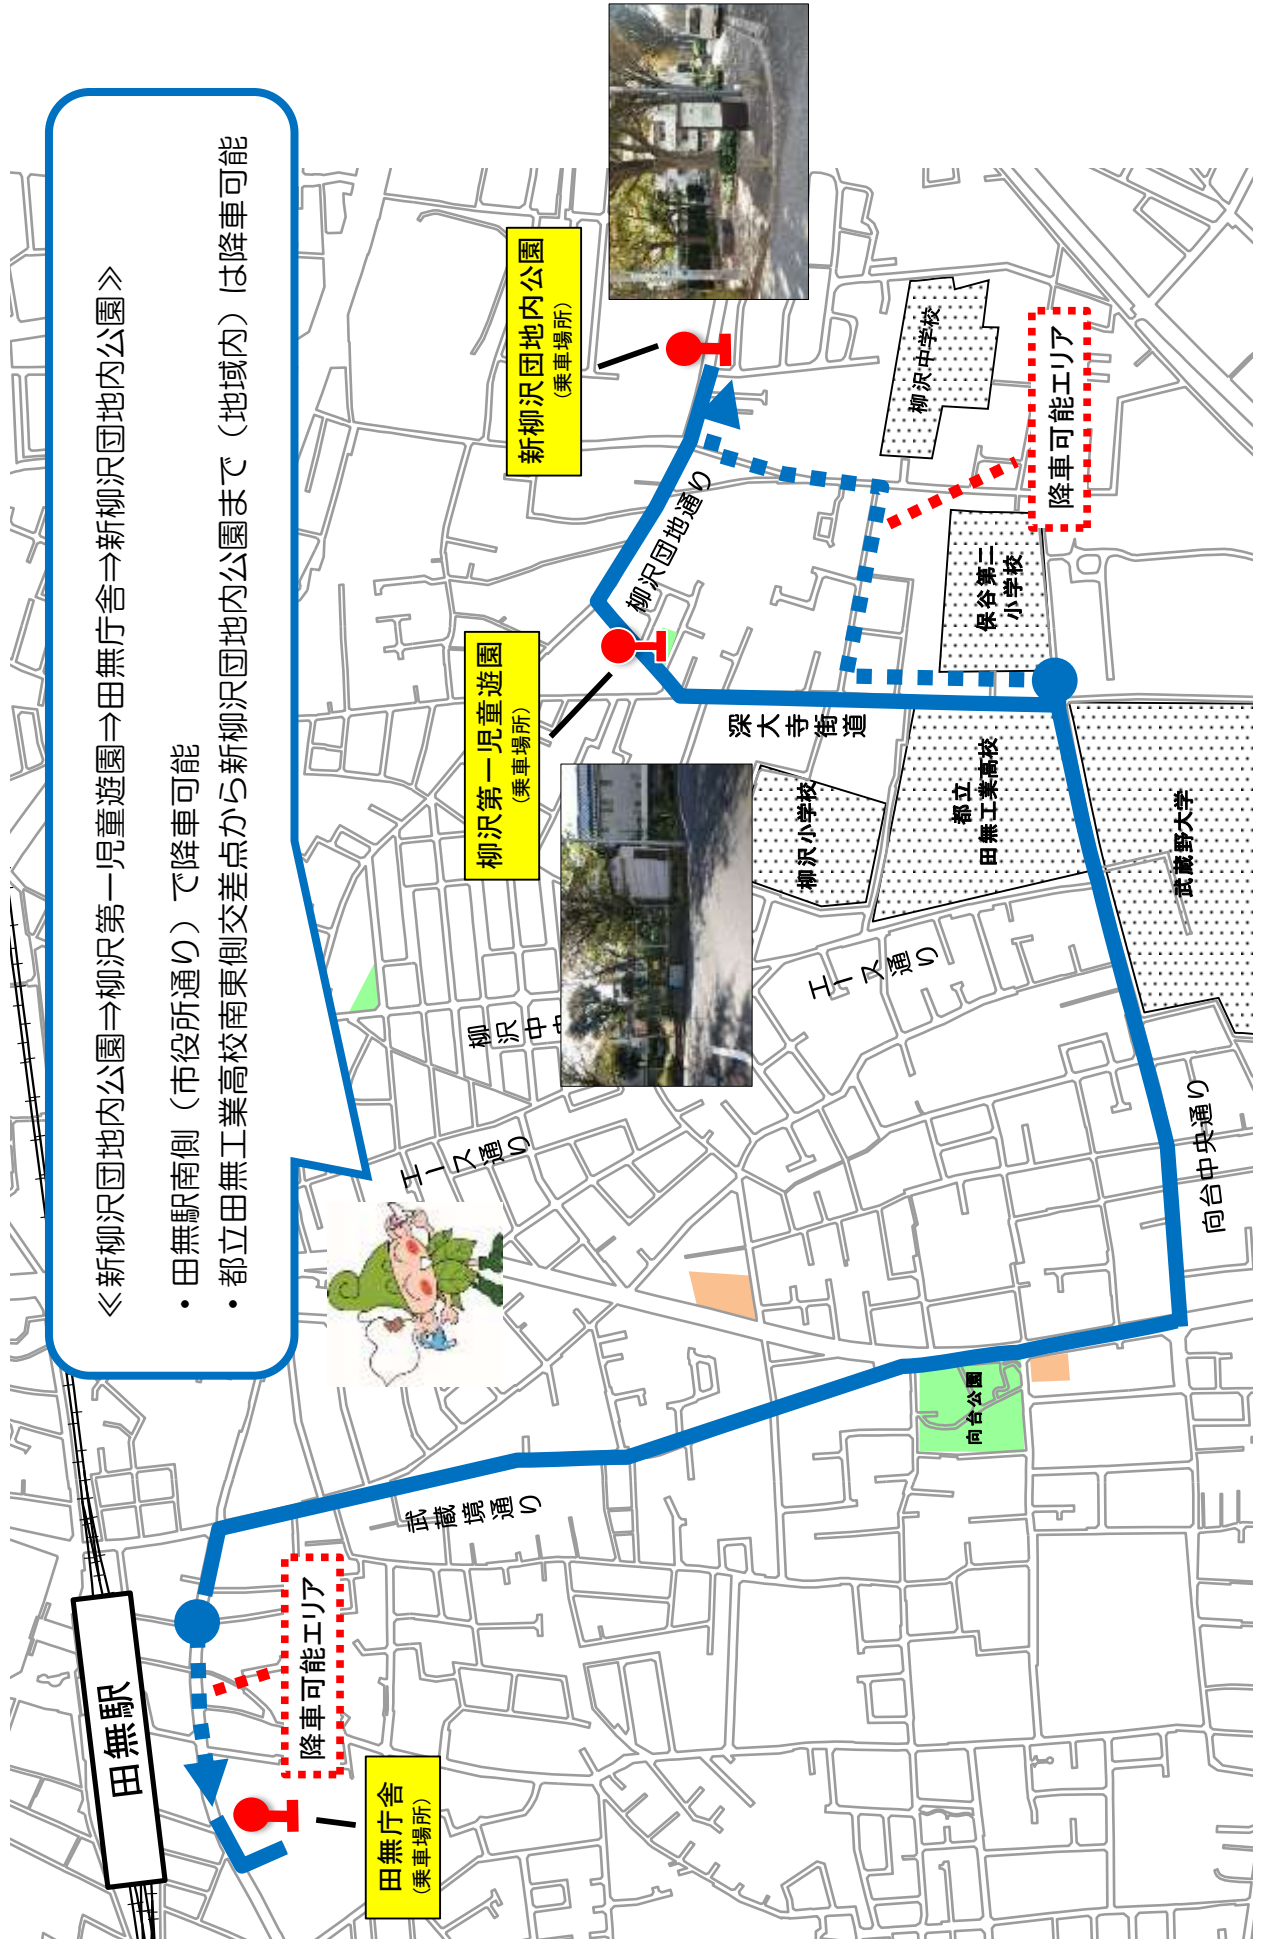 ≪新柳沢団地内公園⇒柳沢第一児童遊園⇒田無庁舎⇒新柳沢団地内公園≫
・田無駅南側（市役所通り）で降車可能
・都立田無工業高校南東側交差点から新柳沢団地内公園まで（地域内）は降車可能
田無駅
降車可能エリア
田無庁舎
（乗車場所）
武蔵境通り
エース通り
柳沢中
柳沢第一児童遊園
（乗車場所）
新柳沢団地内公園
（乗車場所）
柳沢団地通り
深大寺街道
柳沢小学校
エース通り
都立
田無工業高校
柳沢中学校
保谷第二
小学校
降車可能エリア
武蔵野大学
向台公園
向台中央通り